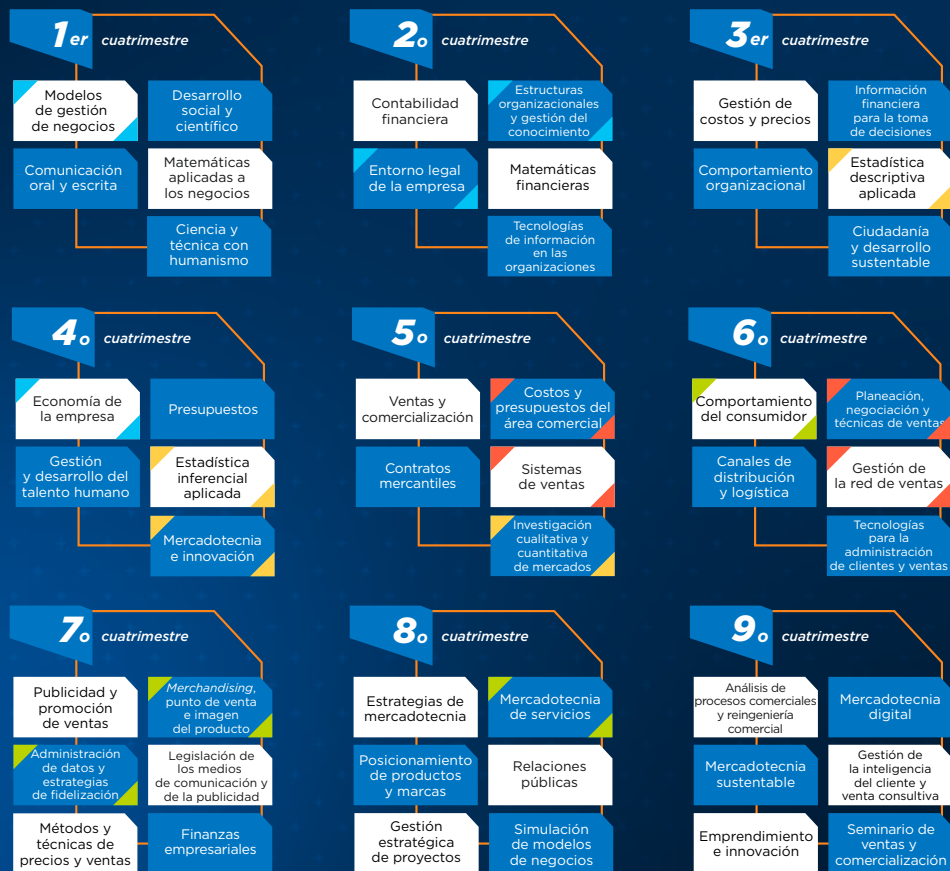 1er cuatrimestre
Modelos
de gestión
de negocios
Desarrollo
social y
científico
Comunicación
oral y escrita
Matemáticas
aplicadas a
los negocios
Ciencia y
técnica con
humanismo
2o cuatrimestre
Contabilidad
financiera
Estructuras
organizacionales
y gestión del
conocimiento
Entorno legal
de la empresa
Matemáticas
financieras
Tecnologías
de información
en las
organizaciones
3er cuatrimestre
Gestión de
costos y precios
Información
financiera
para la toma
de decisiones
Comportamiento
organizacional
Estadística
descriptiva
aplicada
Ciudadanía
y desarrollo
sustentable
4o cuatrimestre
Economía de
la empresa
Presupuestos
Gestión
y desarrollo del
talento humano
Estadística
inferencial
aplicada
Mercadotecnia
e innovación
5o cuatrimestre
Ventas y
comercialización
Costos y
presupuestos del
área comercial
Contratos
mercantiles
Sistemas
de ventas
Investigación
cualitativa y
cuantitativa
de mercados
6o cuatrimestre
Comportamiento
del consumidor
Planeación,
negociación y
técnicas de ventas
Canales de
distribución
y logística
Gestión de
la red de ventas
Tecnologías
para la
administración
de clientes y ventas
7o cuatrimestre
Publicidad y
promoción
de ventas
Merchandising,
punto de venta
e imagen
del producto
Administración
de datos y
estrategias
de fidelización
Legislación de
los medios
de comunicación y
de la publicidad
Métodos y
técnicas de
precios y ventas
Finanzas
empresariales
8o cuatrimestre
Estrategias de
mercadotecnia
Mercadotecnia
de servicios
Posicionamiento
de productos
y marcas
Relaciones
públicas
Gestión
estratégica
de proyectos
Simulación
de modelos
de negocios
9o cuatrimestre
Análisis de
procesos comerciales
y reingeniería
comercial
Mercadotecnia
digital
Mercadotecnia
sustentable
Gestión de
la inteligencia
del cliente y
venta consultiva
Emprendimiento
e innovación
Seminario de
ventas y
comercialización